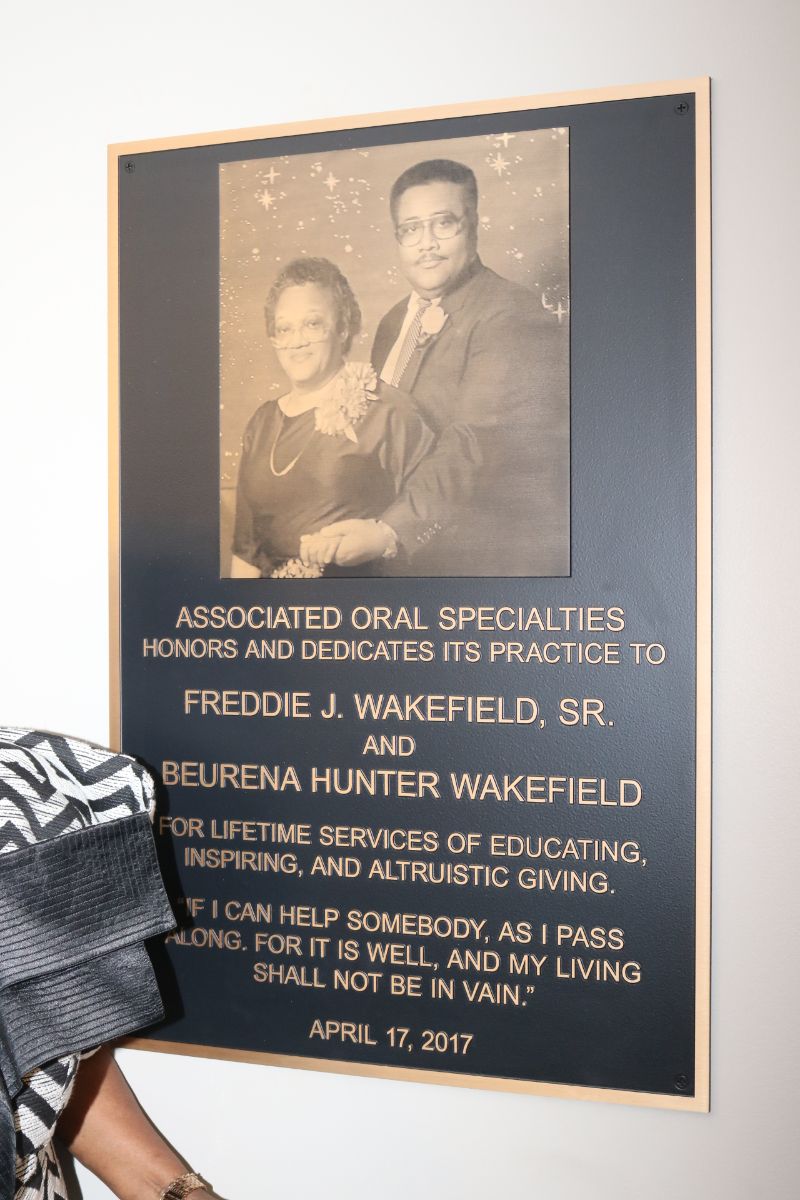 ASSOCIATED ORAL SPECIALTIES
HONORS AND DEDICATES ITS PRACTICE TO
FREDDIE J. WAKEFIELD, SR.
AND
BEURENA HUNTER WAKEFIELD
FOR LIFETIME SERVICES OF EDUCATING,
INSPIRING, AND ALTRUISTIC GIVING.
"IF I CAN HELP SOMEBODY, AS I PASS
ALONG. FOR IT IS WELL, AND MY LIVING
SHALL NOT BE IN VAIN."
APRIL 17, 2017